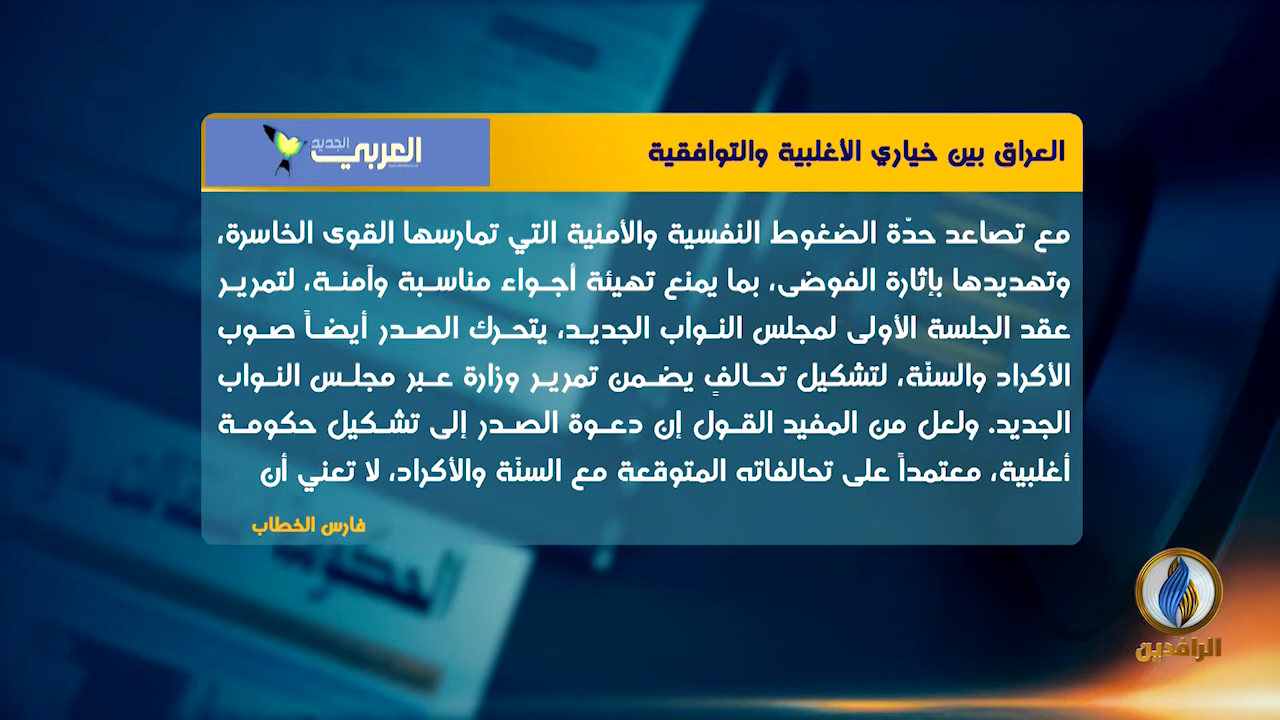 العراق بين خياري الأغلبية والتوافقية
العربي الجديد
مع تصاعد حدّة الضغوط النفسية والأمنية التي تمارسها القوى الخاسرة،
وتهديدها بإثارة الفوضى، بما يمنع تهيئة أجواء مناسبة وآمنة، لتمرير
عقد الجلسة الأولى لمجلس النواب الجديد، يتحرك الصدر أيضاً صوب
الأكراد والسنّة، لتشكيل تحالفٍ يضمن تمرير وزارة عبر مجلس النواب
الجديد. ولعل من المفيد القول إن دعوة الصدر إلى تشكيل حكومة
أغلبية، معتمداً على تحالفاته المتوقعة مع السنّة والأكراد، لا تعني أن
فارس الخطاب
الرافدين